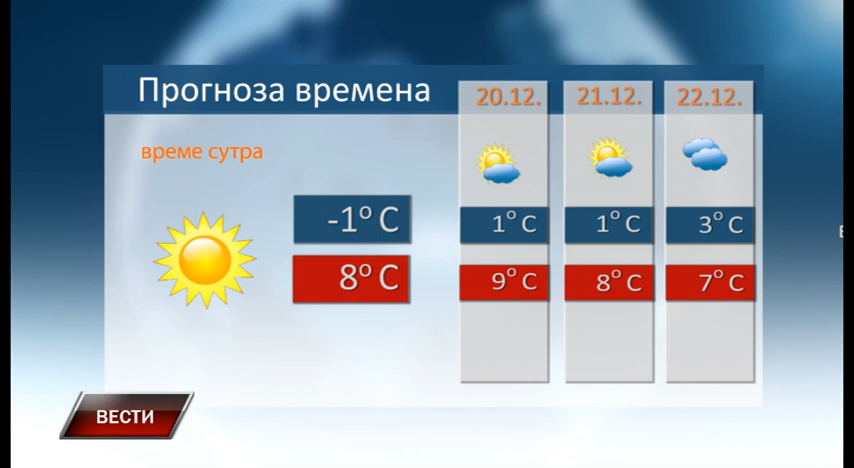 Прогноза времена
време сутра
-1° C
8° C
20.12.
1° C
9° C
21.12.
1° C
8° C
22.12.
3° C
7° C
ВЕСТИ